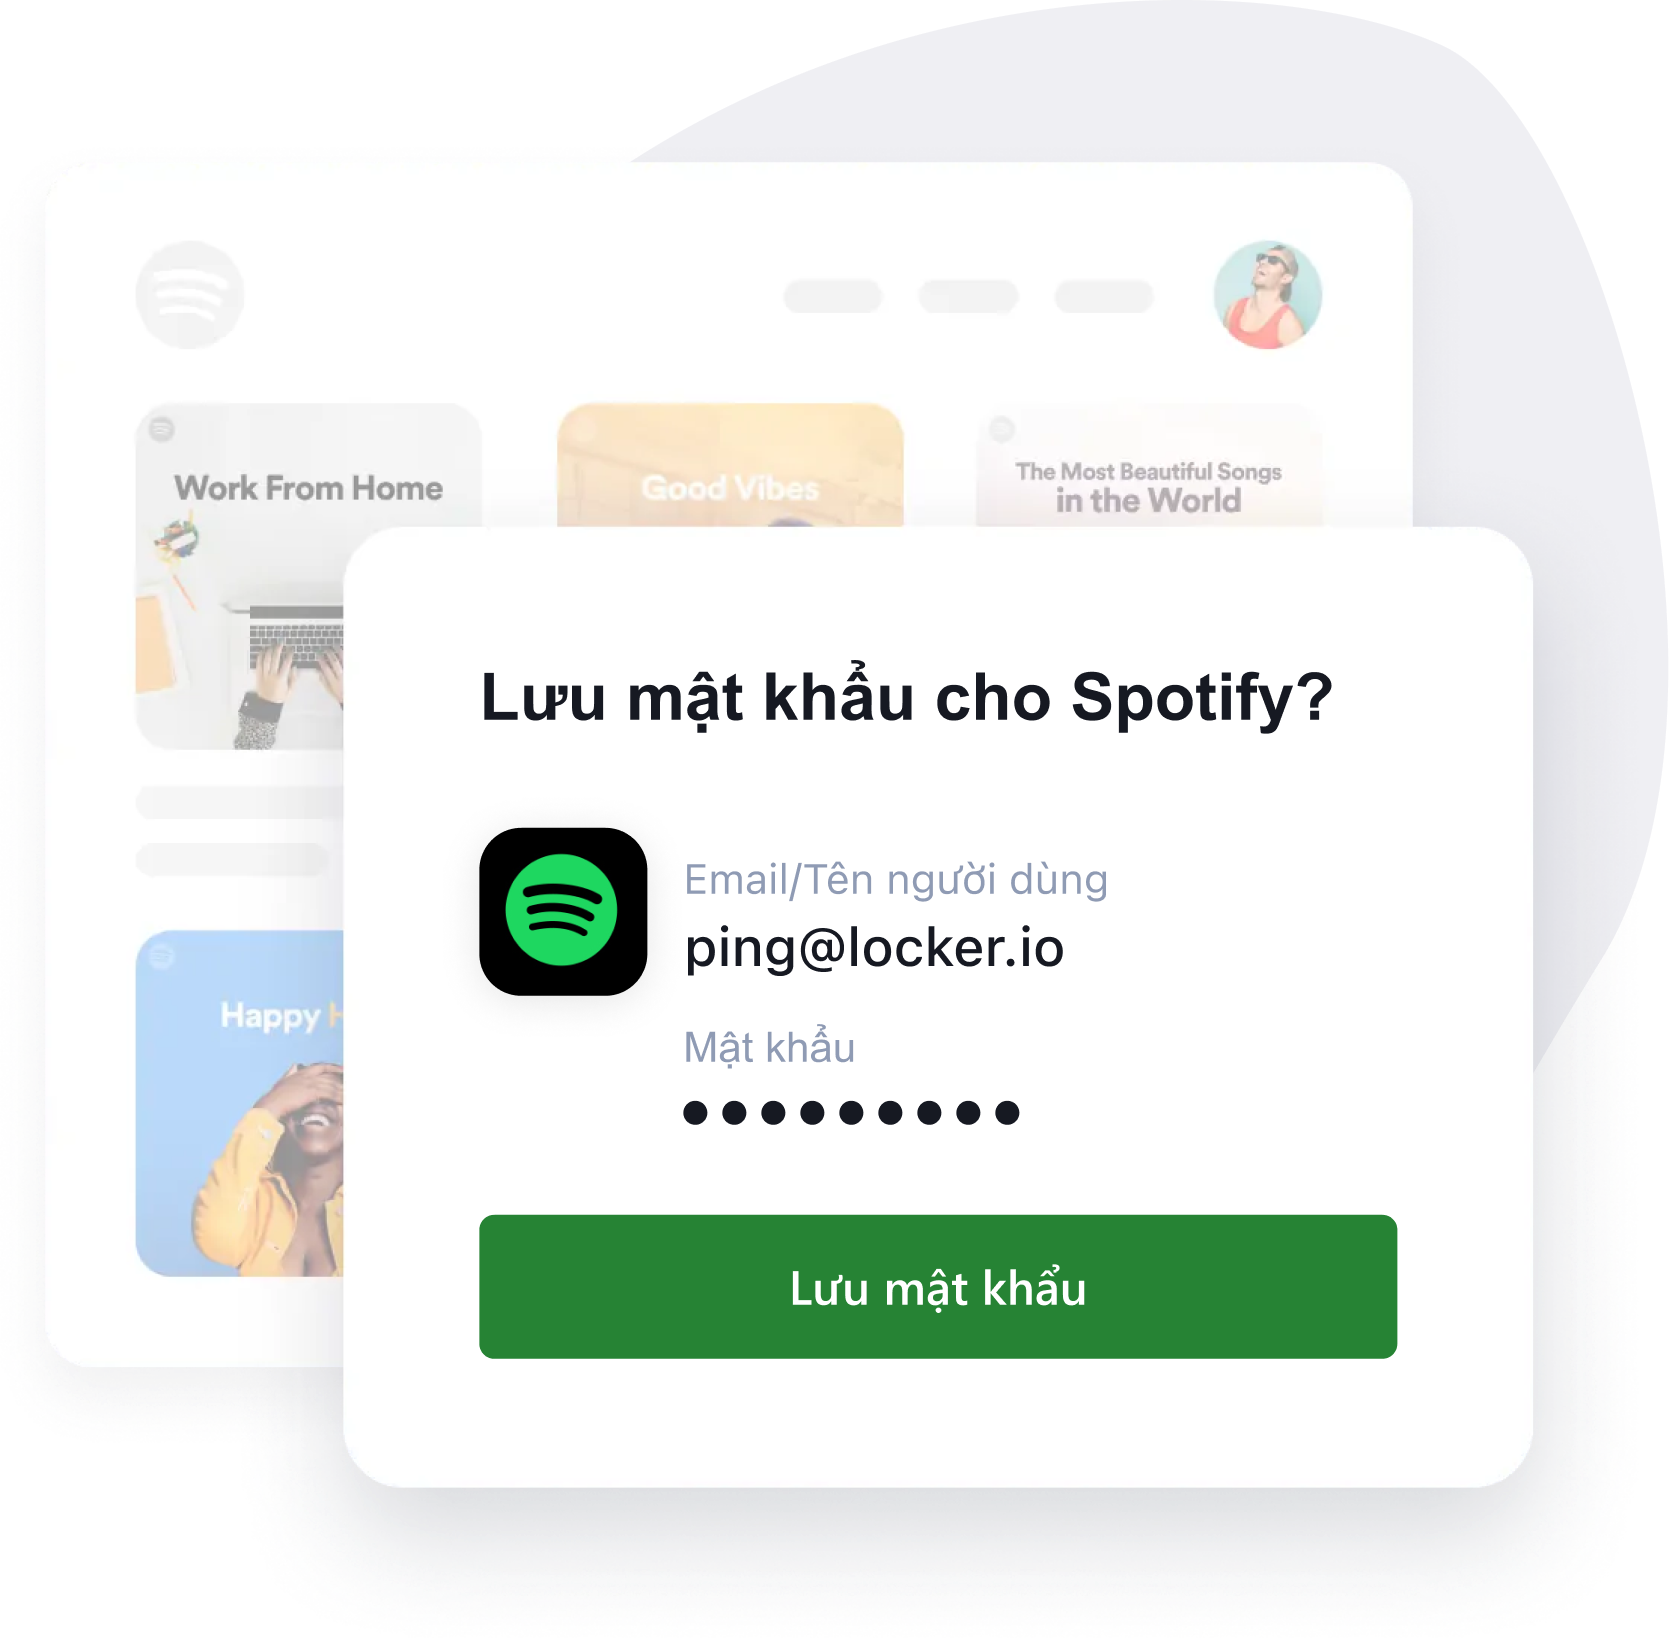 Work From Home
Good Vibes
The Most Beautiful Songs
in the World
Happy
Lưu mật khẩu cho Spotify?
Email/Tên người dùng
ping@locker.io
Mật khẩu
Lưu mật khẩu